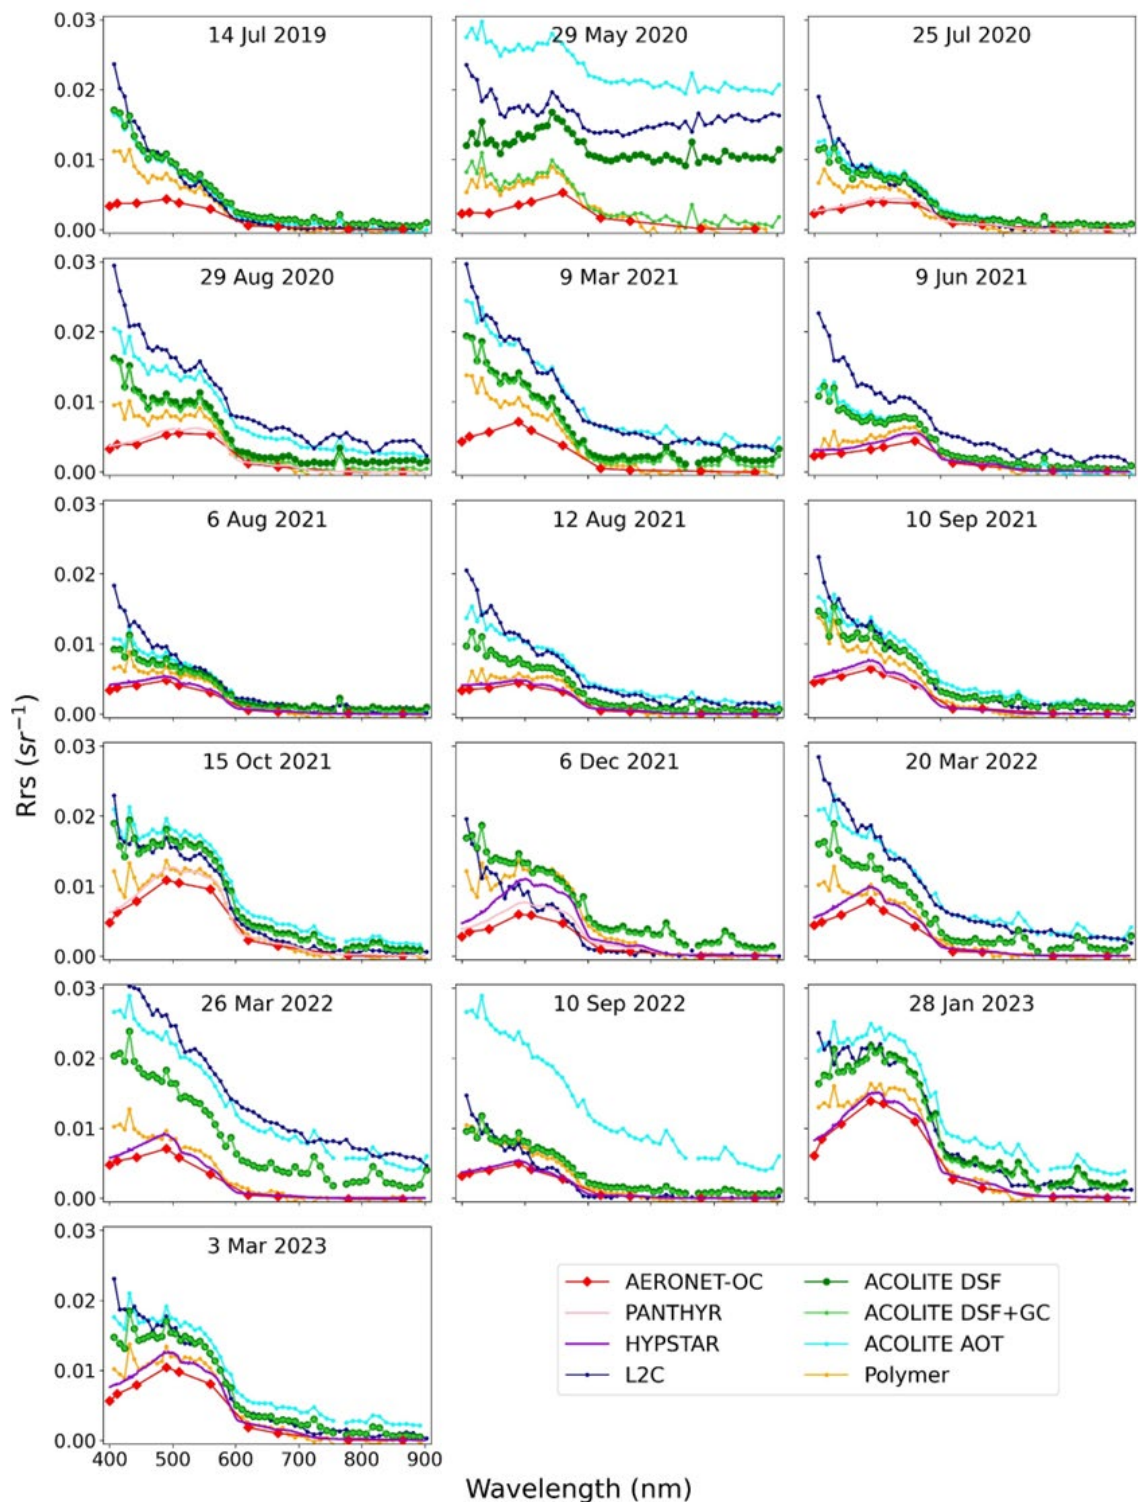 0.03
0.02
0.01
0.00
14 Jul 2019
29 May 2020
25 Jul 2020
0.03
0.02
0.01
0.00
29 Aug 2020
9 Mar 2021
9 Jun 2021
0.03
0.02
0.01
0.00
6 Aug 2021
12 Aug 2021
10 Sep 2021
Rrs (sr⁻¹)
0.03
0.02
0.01
0.00
15 Oct 2021
6 Dec 2021
20 Mar 2022
0.03
0.02
0.01
0.00
26 Mar 2022
10 Sep 2022
28 Jan 2023
0.03
0.02
0.01
0.00
3 Mar 2023
400 500 600 700 800 900
AERONET-OC
PANTHYR
HYPSTAR
L2C
ACOLITE DSF
ACOLITE DSF+GC
ACOLITE AOT
Polymer
Wavelength (nm)